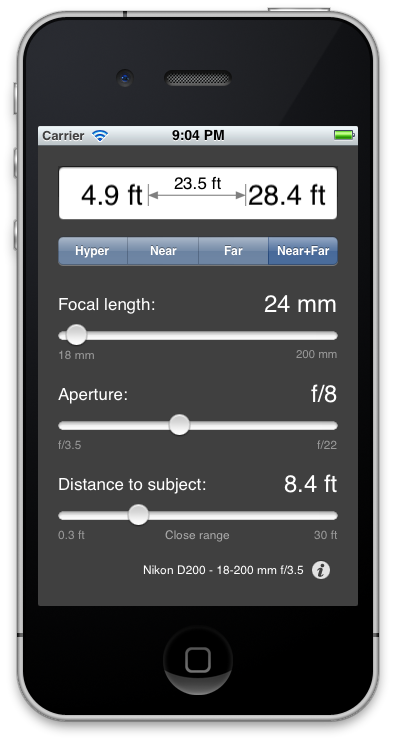 Carrier 9:04 PM
23.5 ft
4.9 ft 28.4 ft
Hyper Near Far Near+Far
Focal length: 24 mm
18 mm 200 mm
Aperture: f/8
f/3.5 f/22
Distance to subject: 8.4 ft
0.3 ft Close range 30 ft
Nikon D200 - 18-200 mm f/3.5 i